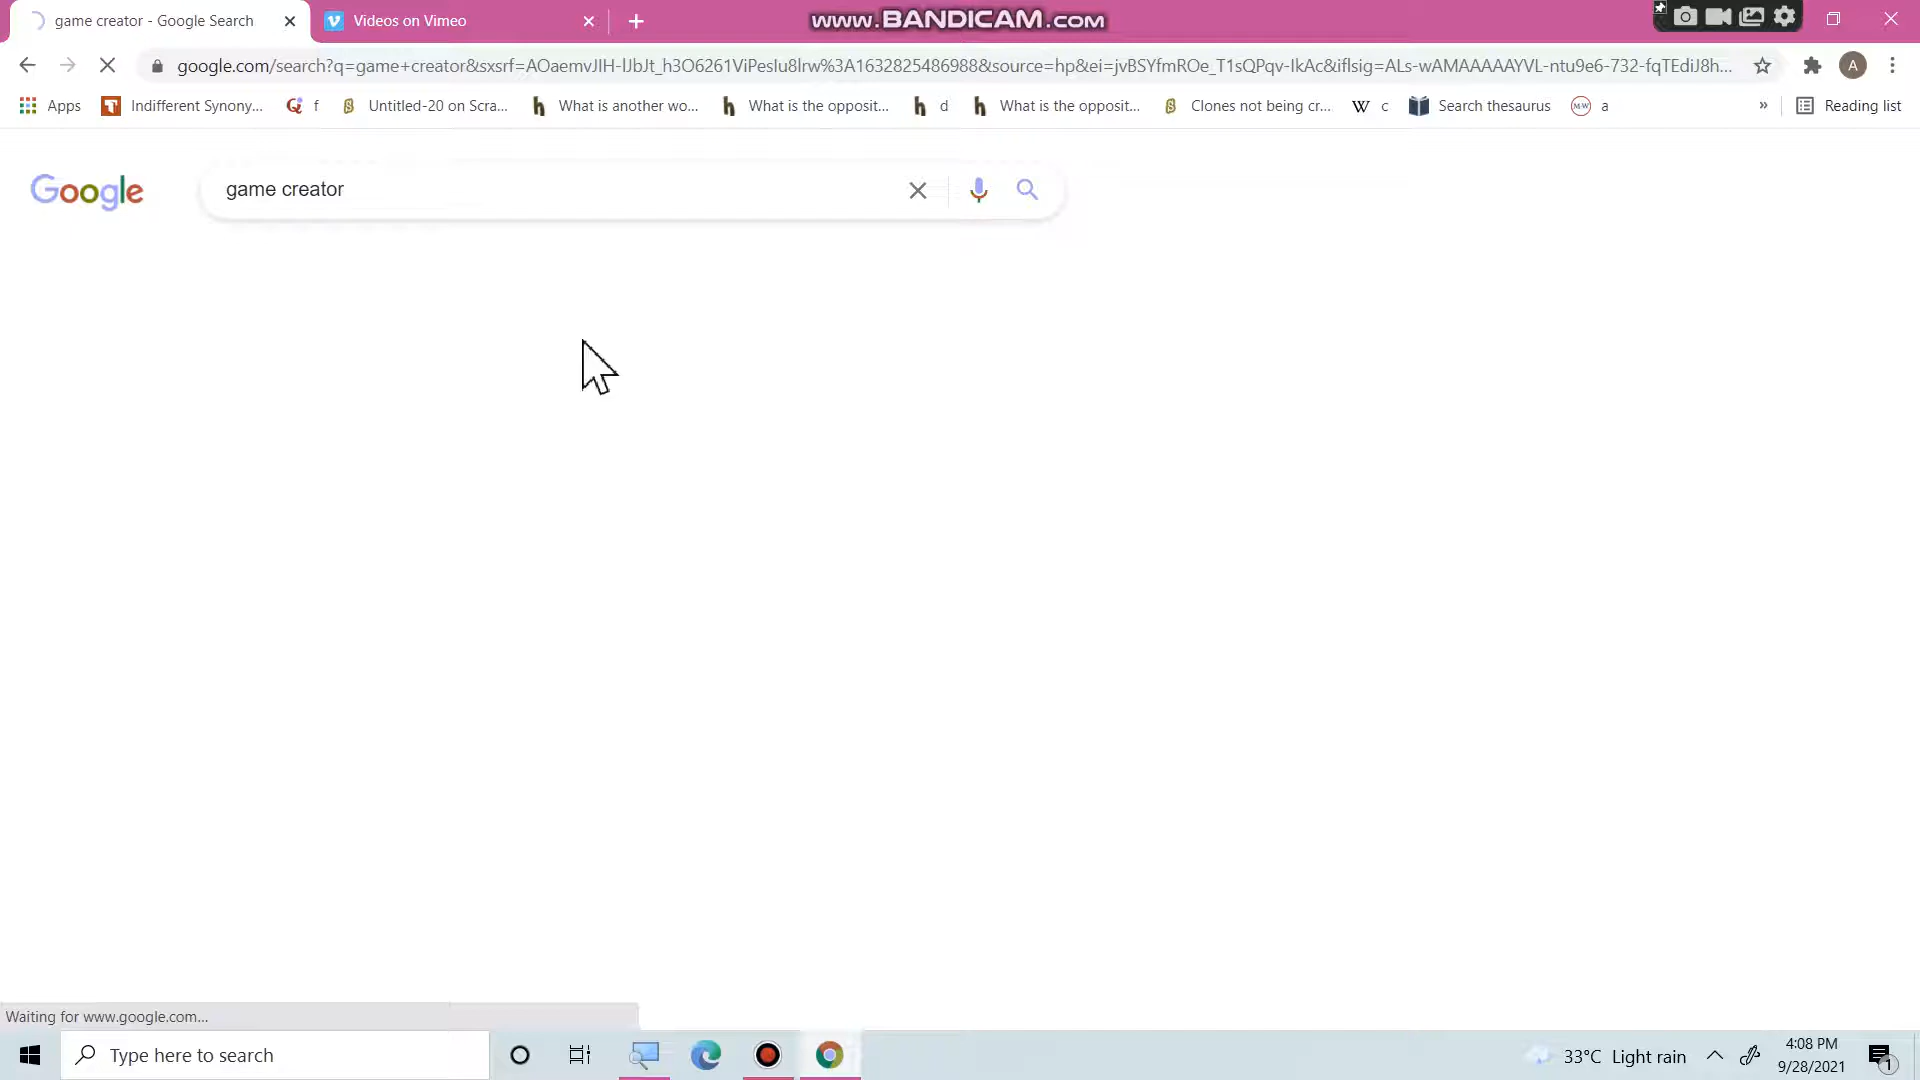 game creator - Google Search
Videos on Vimeo
www.BANDICAM.com
google.com/search?q=game+creator&sxsrf=AOaemvJIH-IJbJt_h3O6261ViPesIu8lrw%3A1632825486988&source=hp&ei=jvBSYfmROe_T1sQPqv-IkAc&iflsig=ALs-wAMAAAAAYVL-ntu9e6-732-fqTEdiJ8h...
A
Apps
Indifferent Synony...
f
Untitled-20 on Scra...
What is another wo...
What is the opposit...
d
What is the opposit...
Clones not being cr...
W
c
Search thesaurus
M-W
a
»
Reading list
Google
game creator
Waiting for www.google.com...
Type here to search
33°C Light rain
4:08 PM
9/28/2021
1